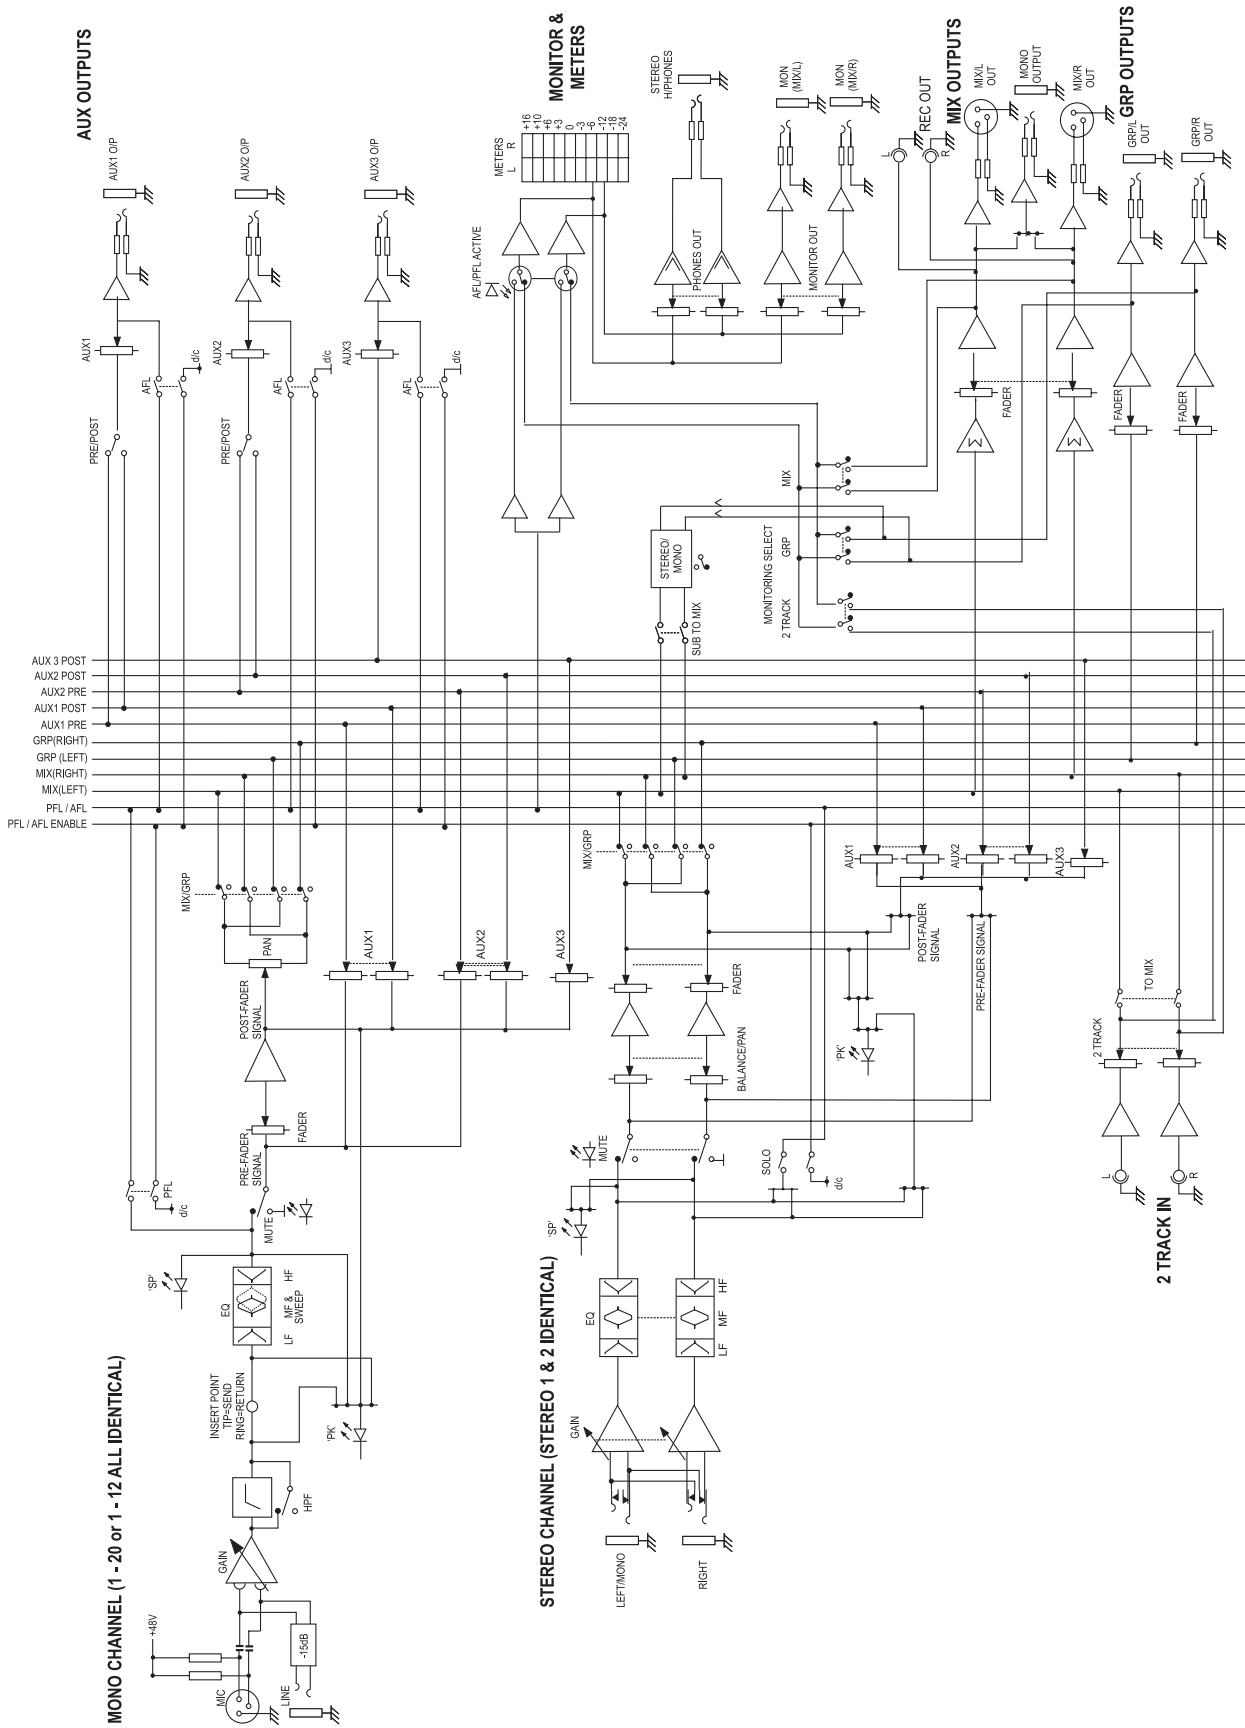 AUX OUTPUTS
AUX1 O/P
AUX2 O/P
AUX3 O/P
AUX1
AUX2
AUX3
PRE/POST
PRE/POST
AFL
AFL
AFL
d/c
d/c
d/c
MONITOR &
METERS
METERS
L R
+16
+10
+6
+3
0
-3
-6
-12
-18
-24
AFL/PFL ACTIVE
STEREO
H/PHONES
PHONES OUT
MON
(MIX/L)
MON
(MIX/R)
MONITOR OUT
REC OUT
L
R
MIX OUTPUTS
MIX/L
OUT
MONO
OUTPUT
MIX/R
OUT
FADER
Σ
Σ
GRP OUTPUTS
GRP/L
OUT
GRP/R
OUT
FADER
FADER
MONITORING SELECT
MIX
GRP
2 TRACK
STEREO/
MONO
SUB TO MIX
AUX 3 POST
AUX2 POST
AUX2 PRE
AUX1 POST
AUX1 PRE
GRP(RIGHT)
GRP (LEFT)
MIX(RIGHT)
MIX(LEFT)
PFL / AFL
PFL / AFL ENABLE
MONO CHANNEL (1 - 20 or 1 - 12 ALL IDENTICAL)
MIX/GRP
PAN
POST-FADER
SIGNAL
FADER
PRE-FADER
SIGNAL
AUX1
AUX2
AUX3
PFL
d/c
MUTE
'SP'
EQ
HF
MF &
SWEEP
LF
INSERT POINT
TIP=SEND
RING=RETURN
'PK'
HPF
GAIN
+48V
-15dB
MIC
LINE
STEREO CHANNEL (STEREO 1 & 2 IDENTICAL)
MIX/GRP
FADER
BALANCE/PAN
MUTE
'SP'
SOLO
d/c
'PK'
EQ
HF
MF
LF
GAIN
LEFT/MONO
RIGHT
AUX1
AUX2
AUX3
POST-FADER
SIGNAL
PRE-FADER SIGNAL
2 TRACK IN
TO MIX
2 TRACK
L
R